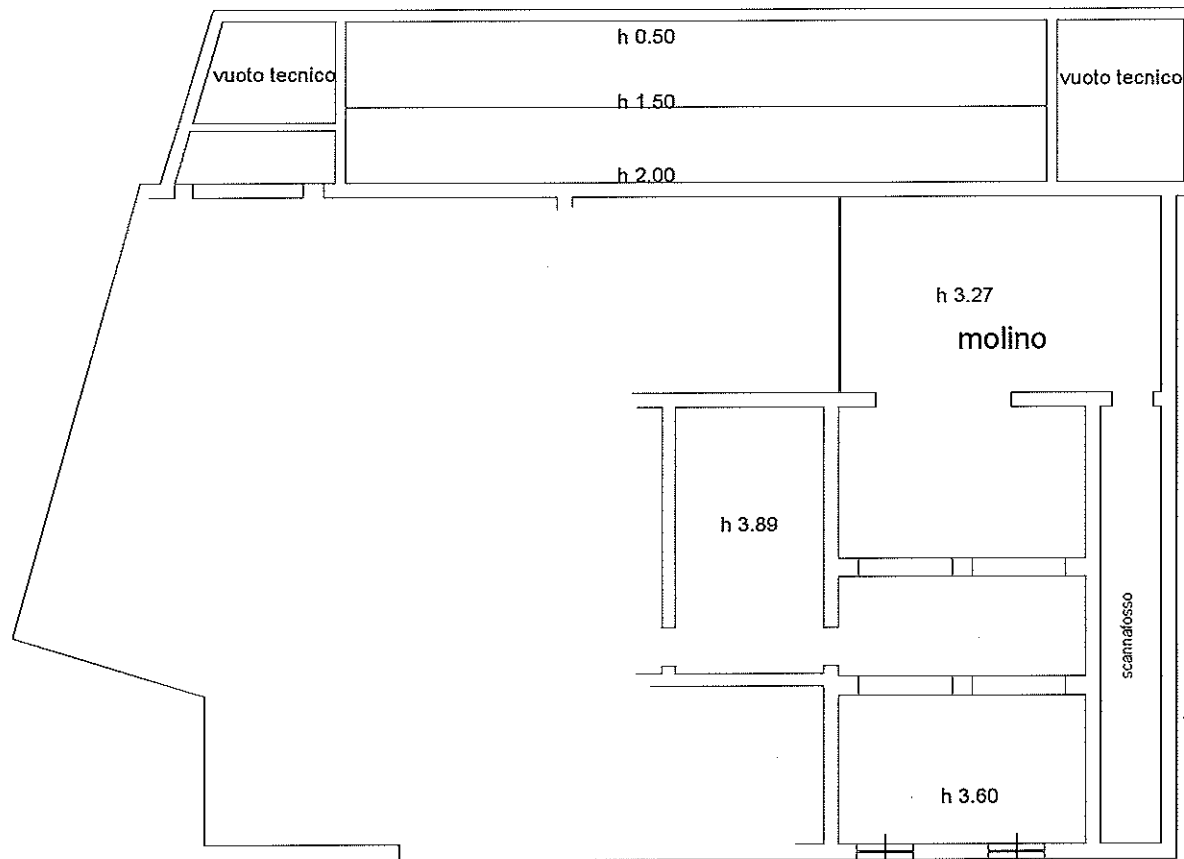 h 0.50
vuoto tecnico
vuoto tecnico
h 1.50
h 2.00
h 3.27
molino
h 3.89
scannafosso
h 3.60